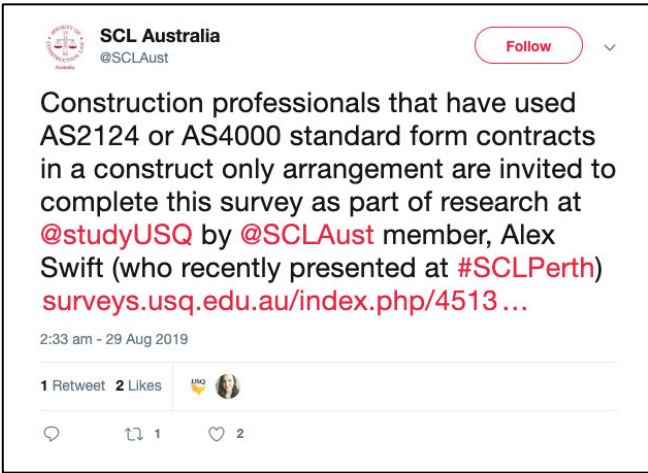 SCL Australia
@SCLAust
Follow
Construction professionals that have used
AS2124 or AS4000 standard form contracts
in a construct only arrangement are invited to
complete this survey as part of research at
@studyUSQ by @SCLAust member, Alex
Swift (who recently presented at #SCLPerth)
surveys.usq.edu.au/index.php/4513...
2:33 am - 29 Aug 2019
1 Retweet 2 Likes
USQ
1
2